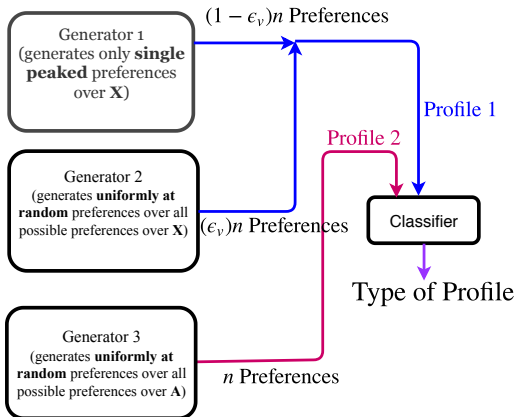 (1 − ϵᵥ)n Preferences
Generator 1
(generates only single
peaked preferences
over X)
Profile 1
Profile 2
Generator 2
(generates uniformly at
random preferences over all
possible preferences over X)
(ϵᵥ)n Preferences
Classifier
Type of Profile
Generator 3
(generates uniformly at
random preferences over all
possible preferences over A)
n Preferences